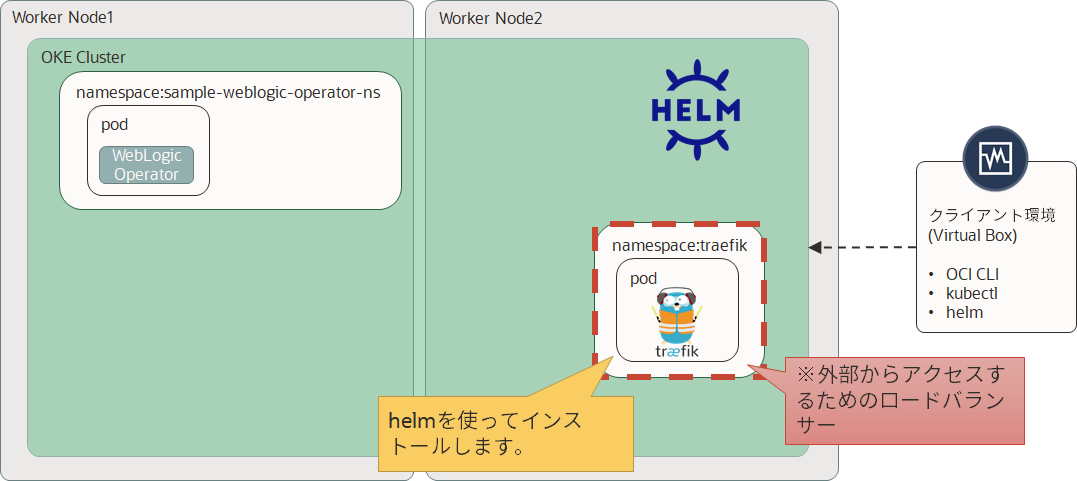 Worker Node1
Worker Node2
OKE Cluster
namespace:sample-weblogic-operator-ns
pod
WebLogic
Operator
HELM
namespace:traefik
pod
træfik
クライアント環境
(Virtual Box)
• OCI CLI
• kubectl
• helm
helmを使ってインス
トールします。
※外部からアクセスす
るためのロードバラン
サー